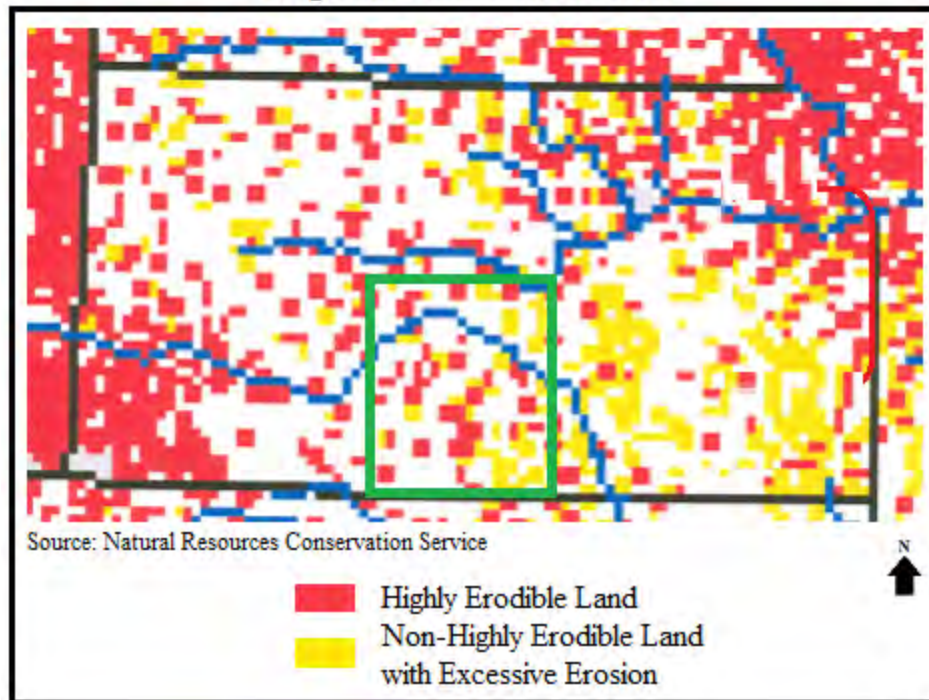 Source: Natural Resources Conservation Service
N
Highly Erodible Land
Non-Highly Erodible Land
with Excessive Erosion